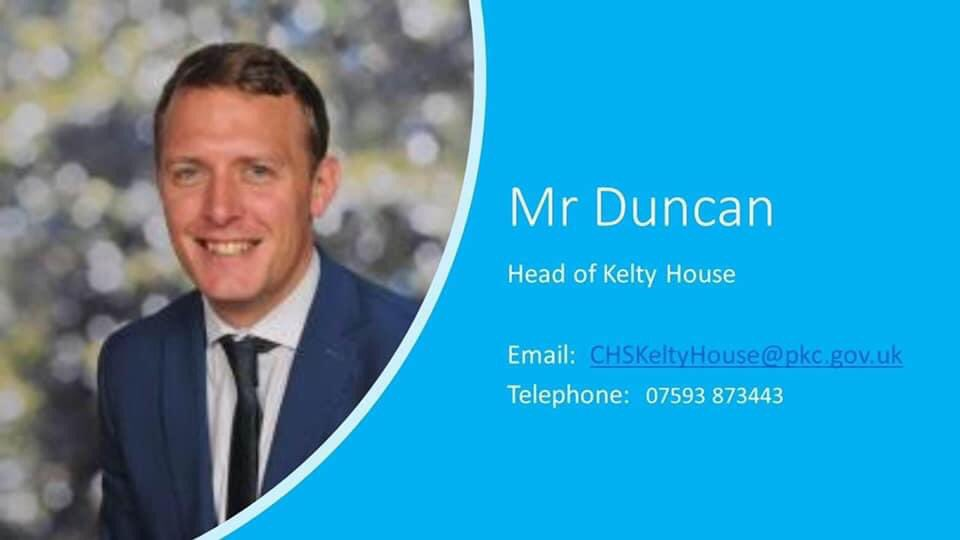 Mr Duncan
Head of Kelty House
Email: CHSKeltyHouse@pkc.gov.uk
Telephone: 07593 873443